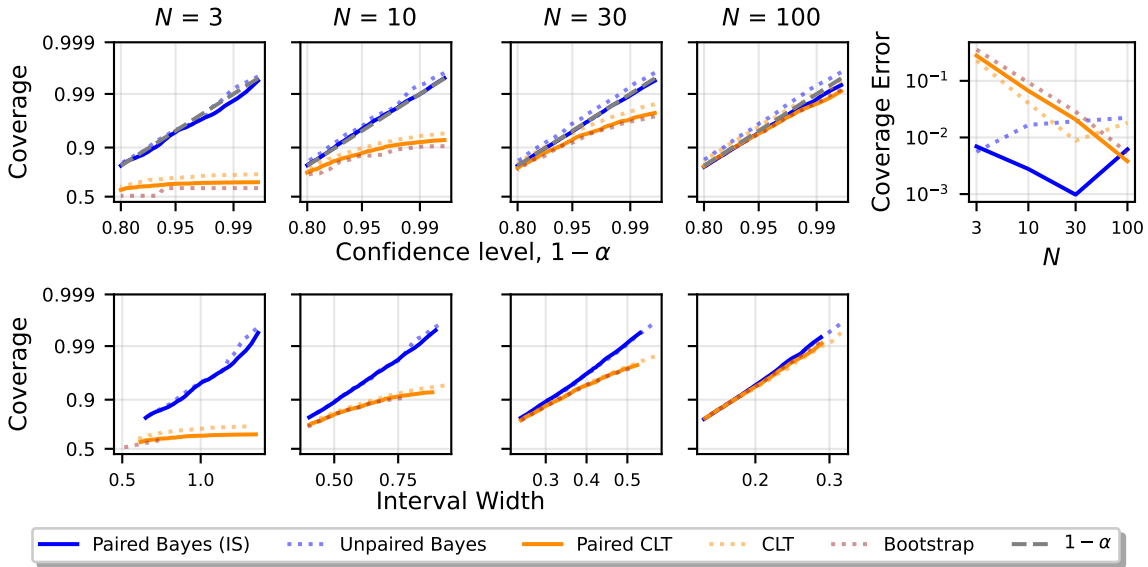 N = 3
N = 10
N = 30
N = 100
Coverage
0.999
0.99
0.9
0.5
0.80 0.95 0.99
0.80 0.95 0.99
0.80 0.95 0.99
0.80 0.95 0.99
Confidence level, 1 − α
Coverage Error
10⁻¹
10⁻²
10⁻³
3 10 30 100
N
Coverage
0.999
0.99
0.9
0.5
0.5 1.0
0.50 0.75
0.3 0.4 0.5
0.2 0.3
Interval Width
Paired Bayes (IS) Unpaired Bayes Paired CLT CLT Bootstrap 1 − α